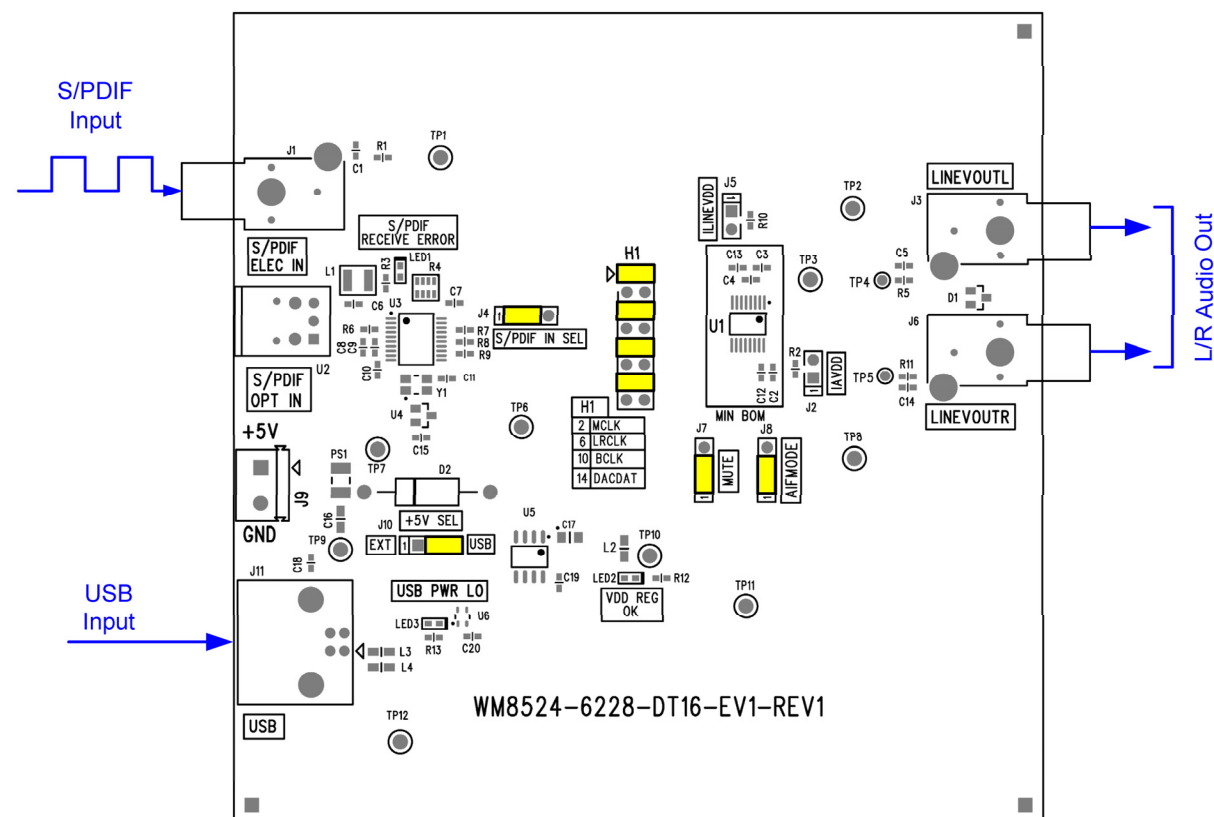 S/PDIF
Input
J1
C1
R1
TP1
S/PDIF
ELEC IN
S/PDIF
RECEIVE ERROR
L1
R3
LED1
R4
C6
U3
C7
R6
C8
C9
C10
R7
R8
R9
J4
1
S/PDIF IN SEL
U2
S/PDIF
OPT IN
Y1
C11
U4
C15
H1
H1
2 MCLK
6 LRCLK
10 BCLK
14 DACDAT
ILINEVDD
J5
1
R10
TP2
C13
C3
C4
U1
TP3
TP4
C5
R5
D1
LINEVOUTL
J3
J6
LINEVOUTR
R2
IAVDD
J2
1
C12
C2
MIN BOM
TP5
R11
C14
L/R Audio Out
J7
1
MUTE
J8
1
AIFMODE
TP8
TP6
TP7
+5V
PS1
J9
GND
C16
D2
+5V SEL
J10
EXT
1
USB
TP9
C18
U5
C17
C19
L2
TP10
LED2
R12
VDD REG
OK
TP11
J11
USB
Input
USB PWR LO
LED3
U6
R13
C20
L3
L4
USB
TP12
WM8524-6228-DT16-EV1-REV1